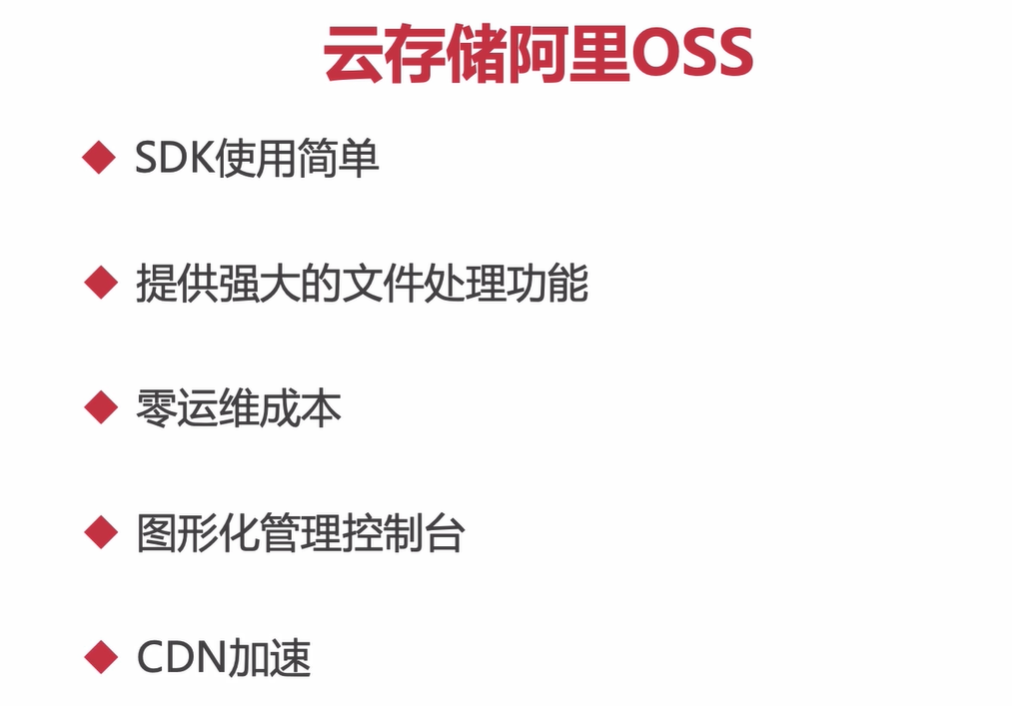 云存储阿里OSS
SDK使用简单
提供强大的文件处理功能
零运维成本
图形化管理控制台
CDN加速